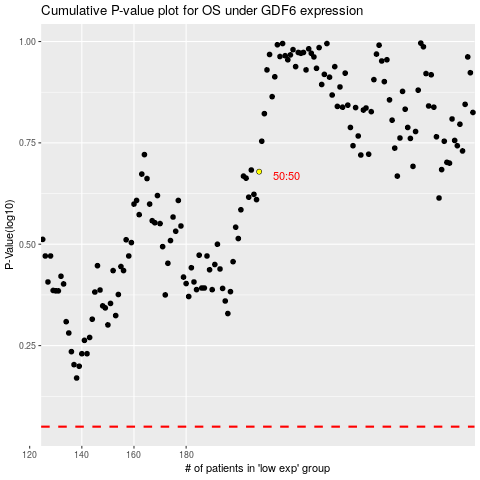 Cumulative P-value plot for OS under GDF6 expression
P-Value(log10)
1.00
0.75
0.50
0.25
50:50
120 140 160 180
# of patients in 'low exp' group